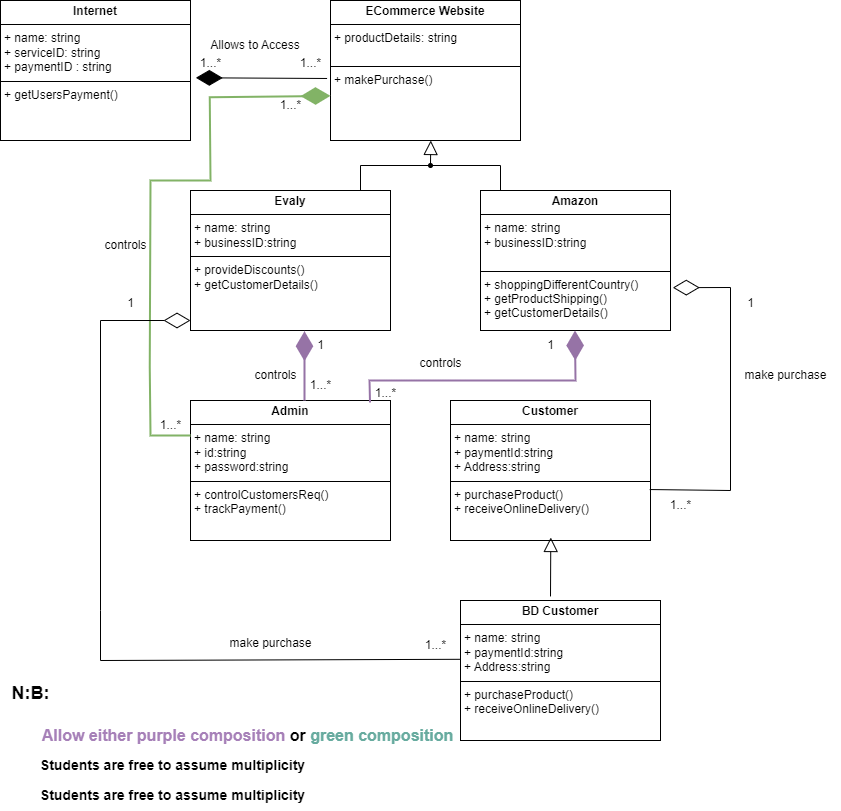 Internet
+ name: string
+ serviceID: string
+ paymentID : string
+ getUsersPayment()
ECommerce Website
+ productDetails: string
+ makePurchase()
Allows to Access
1...*
1...*
1...*
Evaly
+ name: string
+ businessID:string
+ provideDiscounts()
+ getCustomerDetails()
Amazon
+ name: string
+ businessID:string
+ shoppingDifferentCountry()
+ getProductShipping()
+ getCustomerDetails()
controls
1
1
1
1
controls
controls
make purchase
1...*
1...*
1...*
Admin
+ name: string
+ id:string
+ password:string
+ controlCustomersReq()
+ trackPayment()
Customer
+ name: string
+ paymentId:string
+ Address:string
+ purchaseProduct()
+ receiveOnlineDelivery()
1...*
BD Customer
+ name: string
+ paymentId:string
+ Address:string
+ purchaseProduct()
+ receiveOnlineDelivery()
make purchase
1...*
N:B:
Allow either purple composition or green composition
Students are free to assume multiplicity
Students are free to assume multiplicity